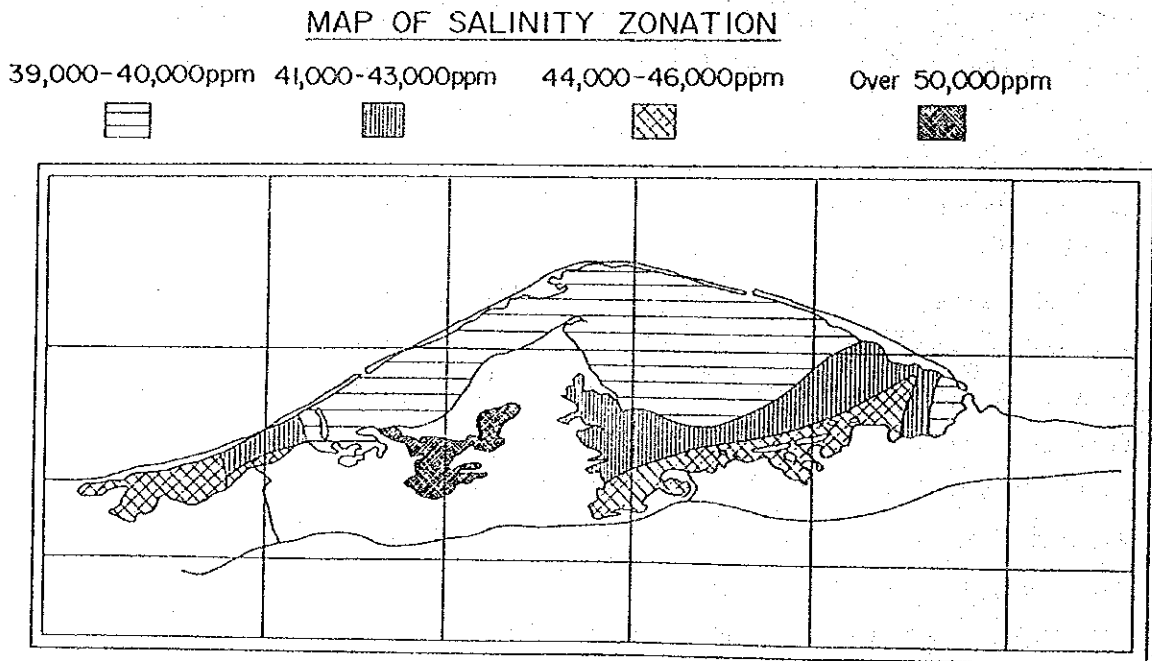 MAP OF SALINITY ZONATION
39,000-40,000ppm 41,000-43,000ppm 44,000-46,000ppm Over 50,000ppm